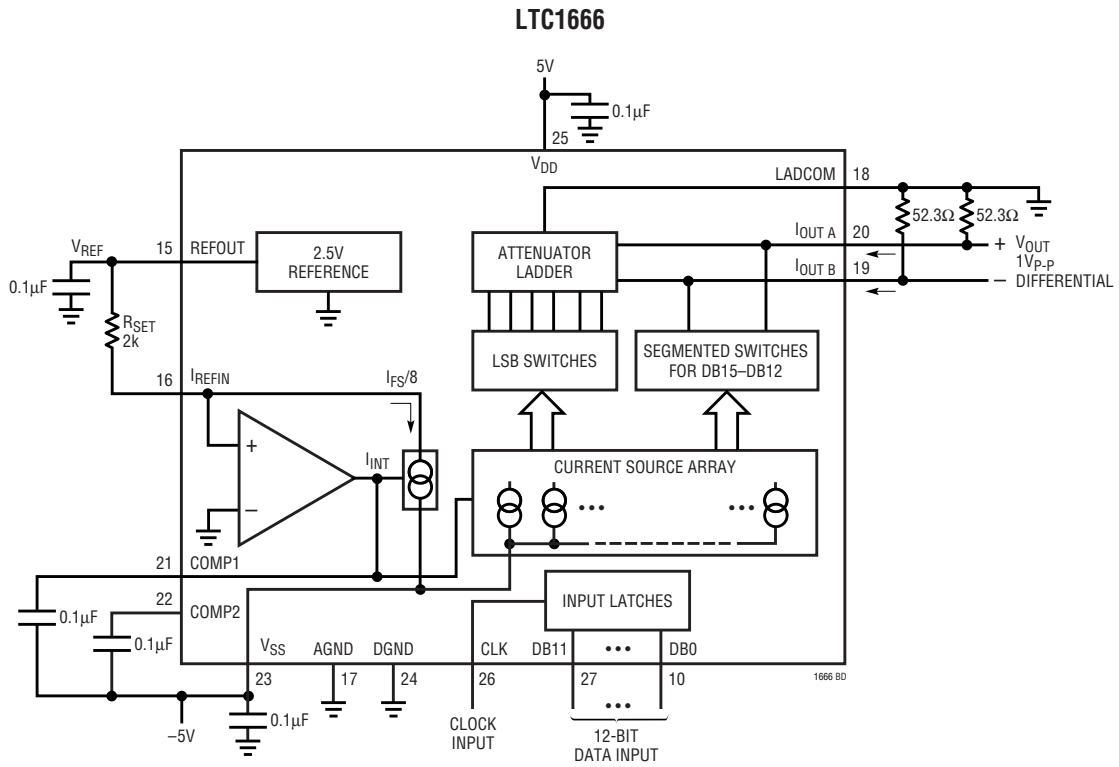 LTC1666
5V
0.1µF
25
VDD
LADCOM
18
52.3Ω
52.3Ω
VREF
15
REFOUT
2.5V
REFERENCE
ATTENUATOR
LADDER
IOUT A
20
+
VOUT
1VP-P
DIFFERENTIAL
IOUT B
19
–
0.1µF
RSET
2k
LSB SWITCHES
SEGMENTED SWITCHES
FOR DB15–DB12
16
IREFIN
IFS/8
+
–
IINT
CURRENT SOURCE ARRAY
•••
•••
21
COMP1
0.1µF
22
COMP2
0.1µF
INPUT LATCHES
VSS
AGND
DGND
CLK
DB11
•••
DB0
23
17
24
26
27
10
1666 BD
–5V
0.1µF
CLOCK
INPUT
•••
12-BIT
DATA INPUT